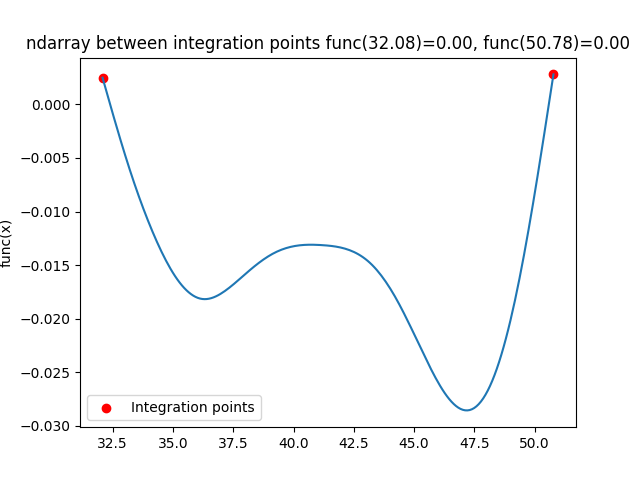 ndarray between integration points func(32.08)=0.00, func(50.78)=0.00
0.000
−0.005
−0.010
−0.015
−0.020
−0.025
−0.030
func(x)
Integration points
32.5 35.0 37.5 40.0 42.5 45.0 47.5 50.0